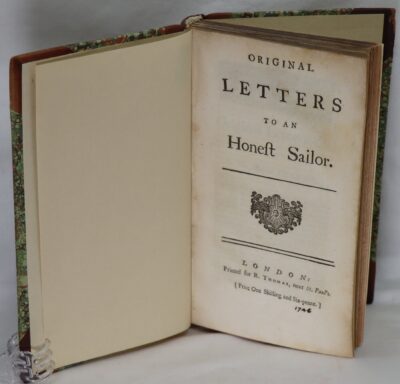 ORIGINAL
LETTERS
TO AN
Honeſt Sailor.
LONDON:
Printed for R. THOMAS, near St. Paul's.
[Price One Shilling and Six-pence.]
1746